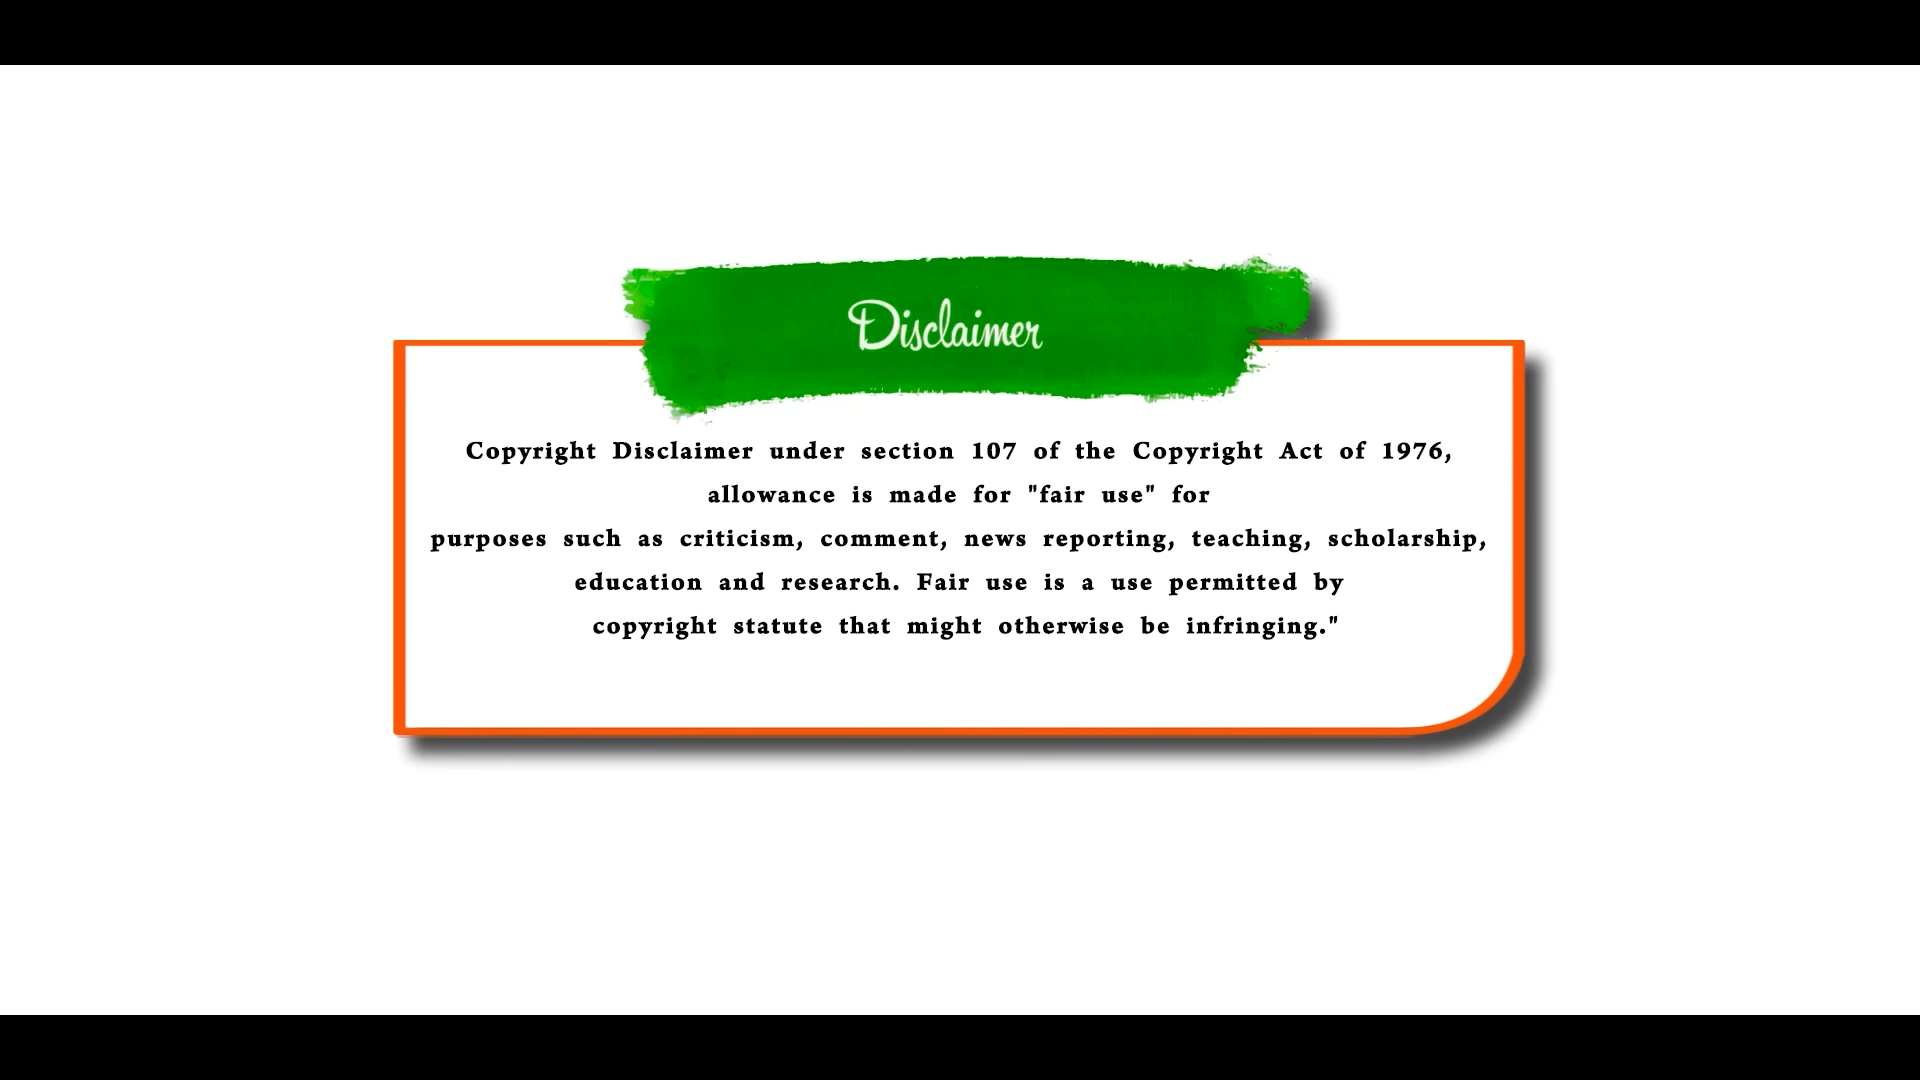 Disclaimer
Copyright Disclaimer under section 107 of the Copyright Act of 1976,
allowance is made for "fair use" for
purposes such as criticism, comment, news reporting, teaching, scholarship,
education and research. Fair use is a use permitted by
copyright statute that might otherwise be infringing."